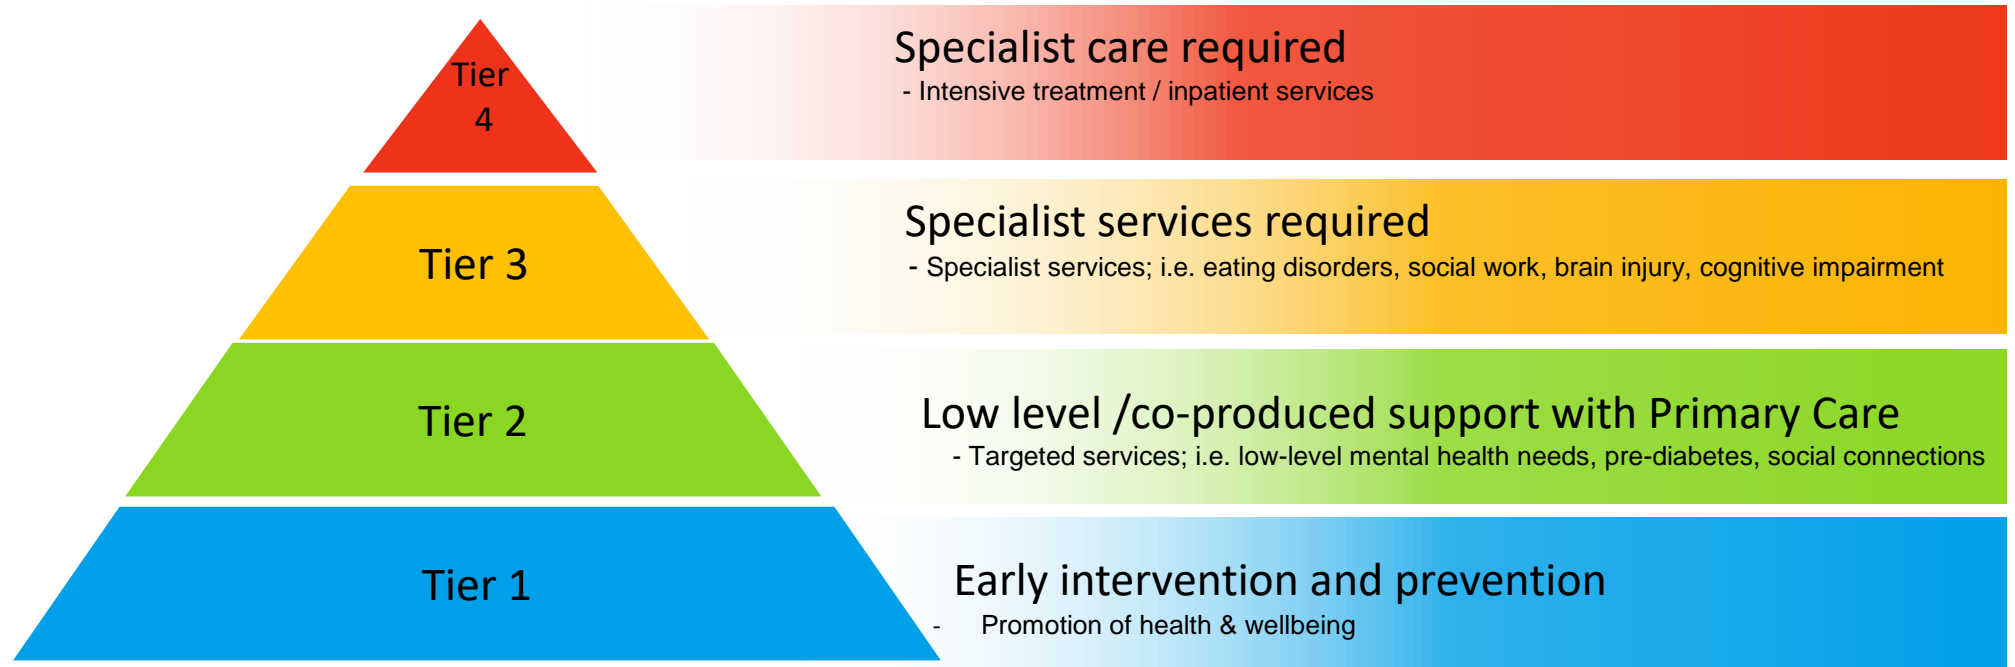 Tier
4
Specialist care required
- Intensive treatment / inpatient services
Tier 3
Specialist services required
- Specialist services; i.e. eating disorders, social work, brain injury, cognitive impairment
Tier 2
Low level /co-produced support with Primary Care
- Targeted services; i.e. low-level mental health needs, pre-diabetes, social connections
Tier 1
Early intervention and prevention
- Promotion of health & wellbeing